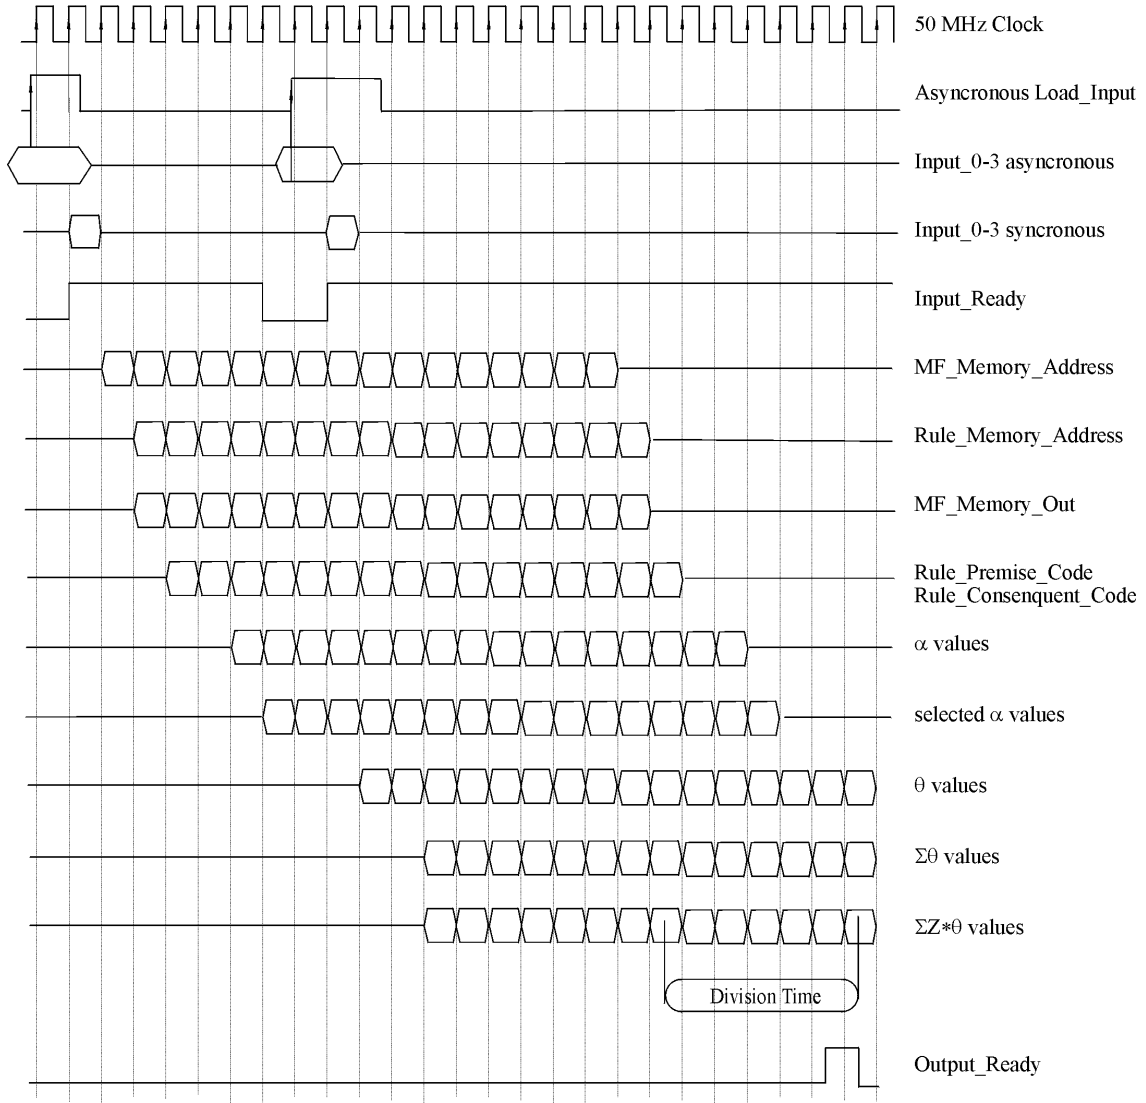 50 MHz Clock
Asyncronous Load_Input
Input_0-3 asyncronous
Input_0-3 syncronous
Input_Ready
MF_Memory_Address
Rule_Memory_Address
MF_Memory_Out
Rule_Premise_Code
Rule_Consenquent_Code
α values
selected α values
θ values
Σθ values
ΣZ*θ values
Division Time
Output_Ready